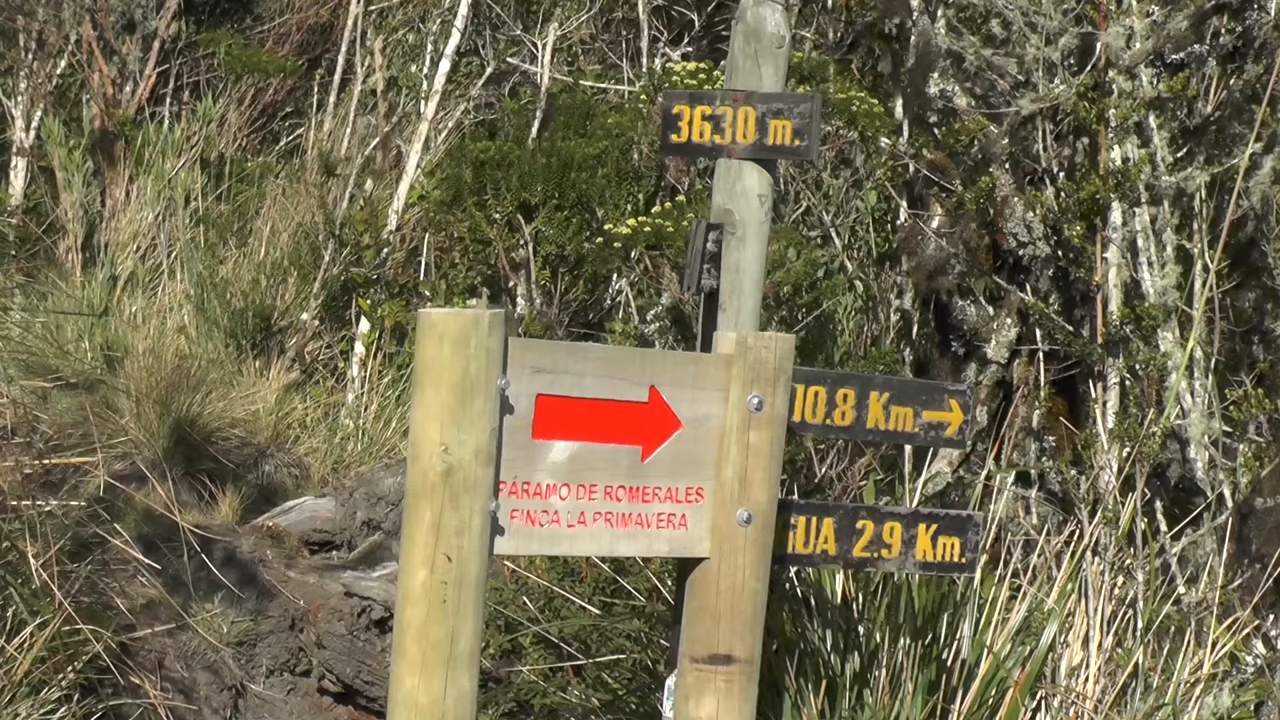 3630 m.
10.8 Km. →
PÁRAMO DE ROMERALES
FINCA LA PRIMAVERA
2.9 Km.